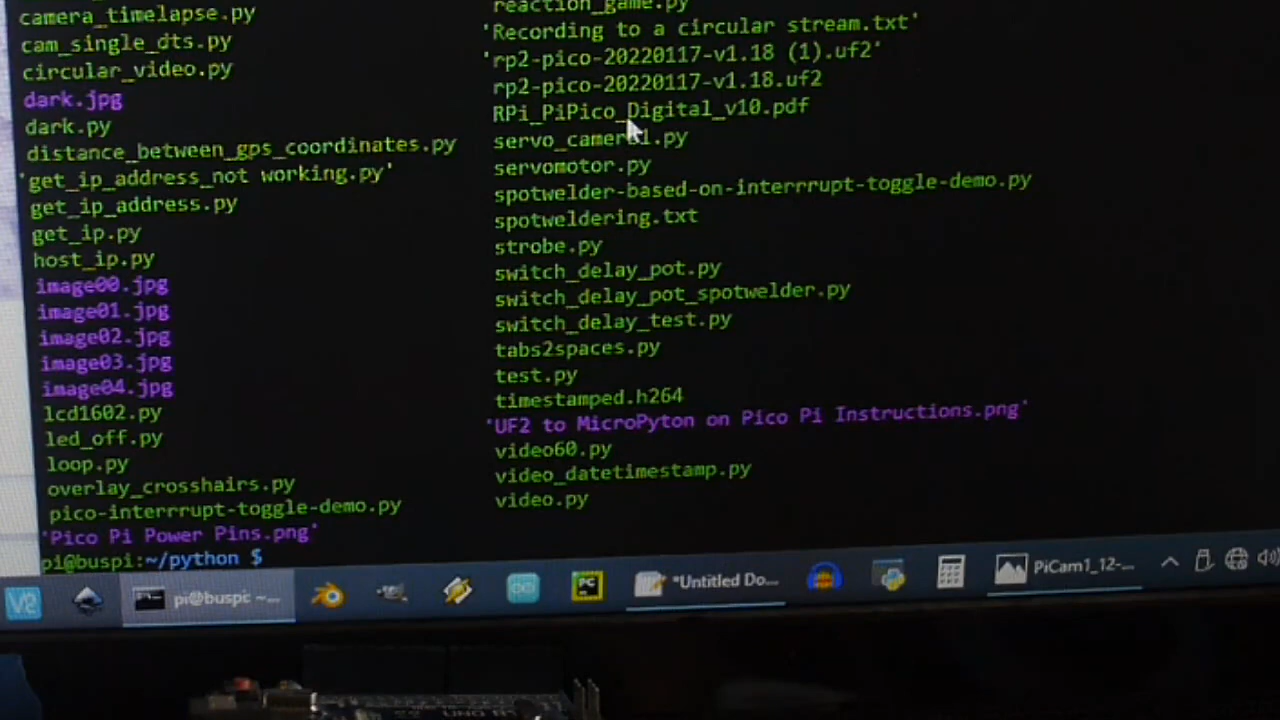 camera_timelapse.py
cam_single_dts.py
circular_video.py
dark.jpg
dark.py
distance_between_gps_coordinates.py
'get_ip_address_not working.py'
get_ip_address.py
get_ip.py
host_ip.py
image00.jpg
image01.jpg
image02.jpg
image03.jpg
image04.jpg
lcd1602.py
led_off.py
loop.py
overlay_crosshairs.py
pico-interrrupt-toggle-demo.py
'Pico Pi Power Pins.png'
reaction_game.py
'Recording to a circular stream.txt'
'rp2-pico-20220117-v1.18 (1).uf2'
rp2-pico-20220117-v1.18.uf2
RPi_PiPico_Digital_v10.pdf
servo_camera1.py
servomotor.py
spotwelder-based-on-interrrupt-toggle-demo.py
spotweldering.txt
strobe.py
switch_delay_pot.py
switch_delay_pot_spotwelder.py
switch_delay_test.py
tabs2spaces.py
test.py
timestamped.h264
'UF2 to MicroPyton on Pico Pi Instructions.png'
video60.py
video_datetimestamp.py
video.py
pi@buspi:~/python $
V2
pi@buspi: ~...
PC
*Untitled Do...
PiCam1_12-...
UNO